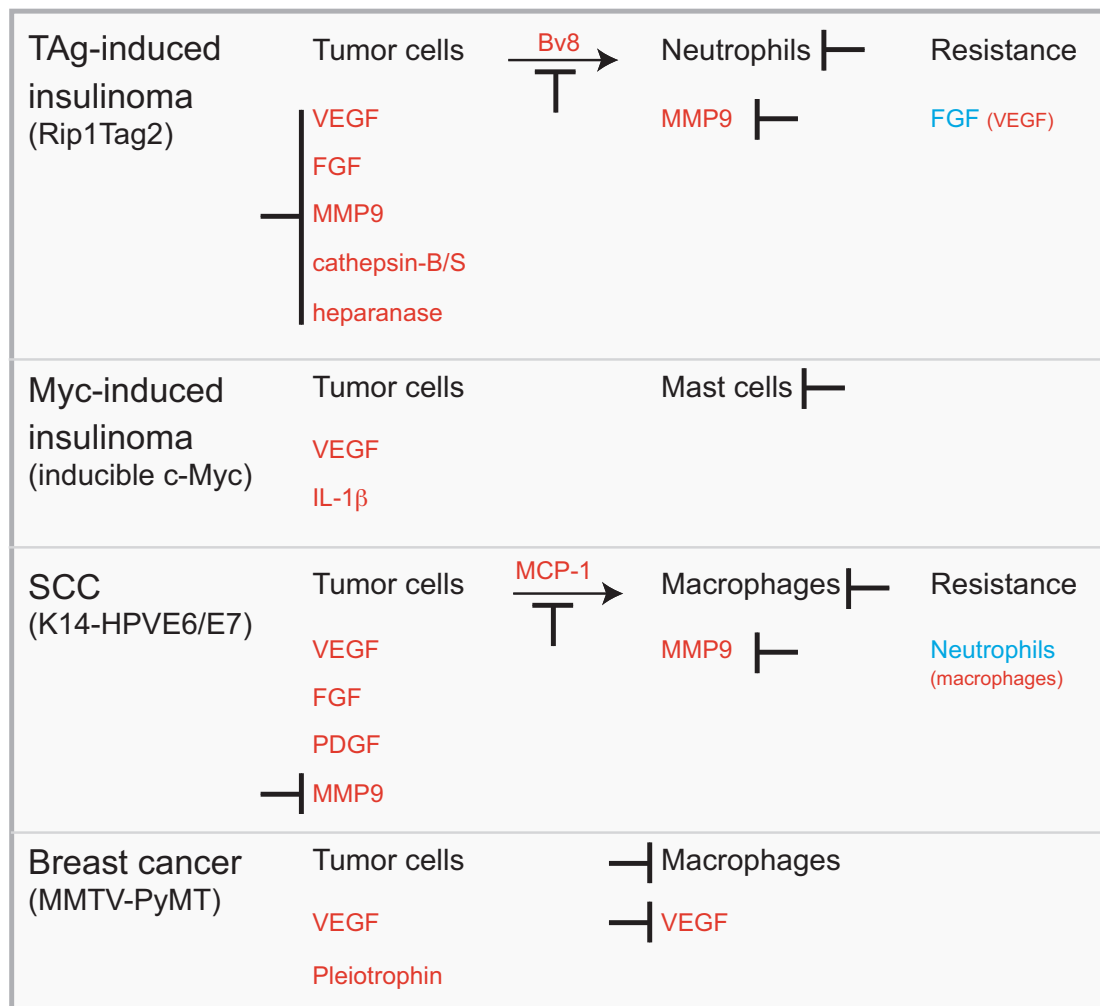 TAg-induced
insulinoma
(Rip1Tag2)
Tumor cells
Bv8
Neutrophils
Resistance
VEGF
MMP9
FGF (VEGF)
FGF
MMP9
cathepsin-B/S
heparanase
Myc-induced
insulinoma
(inducible c-Myc)
Tumor cells
Mast cells
VEGF
IL-1β
SCC
(K14-HPVE6/E7)
Tumor cells
MCP-1
Macrophages
Resistance
VEGF
MMP9
Neutrophils
(macrophages)
FGF
PDGF
MMP9
Breast cancer
(MMTV-PyMT)
Tumor cells
Macrophages
VEGF
VEGF
Pleiotrophin